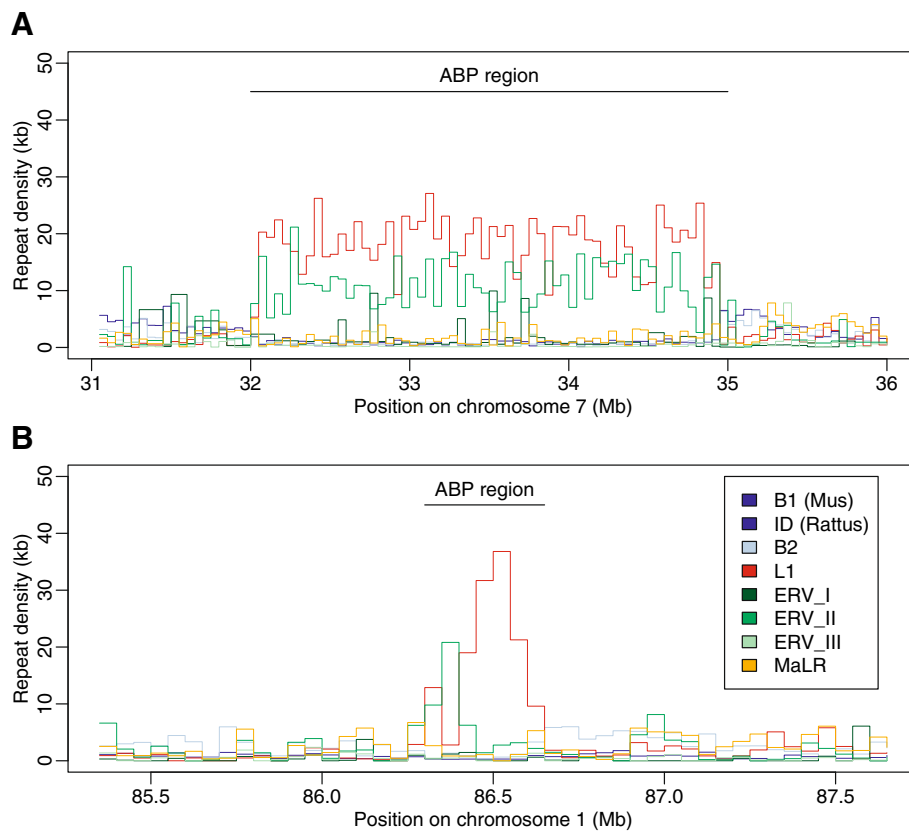 A
ABP region
Repeat density (kb)
50
40
30
20
10
0
31 32 33 34 35 36
Position on chromosome 7 (Mb)
B
ABP region
Repeat density (kb)
50
40
30
20
10
0
B1 (Mus)
ID (Rattus)
B2
L1
ERV_I
ERV_II
ERV_III
MaLR
85.5 86.0 86.5 87.0 87.5
Position on chromosome 1 (Mb)